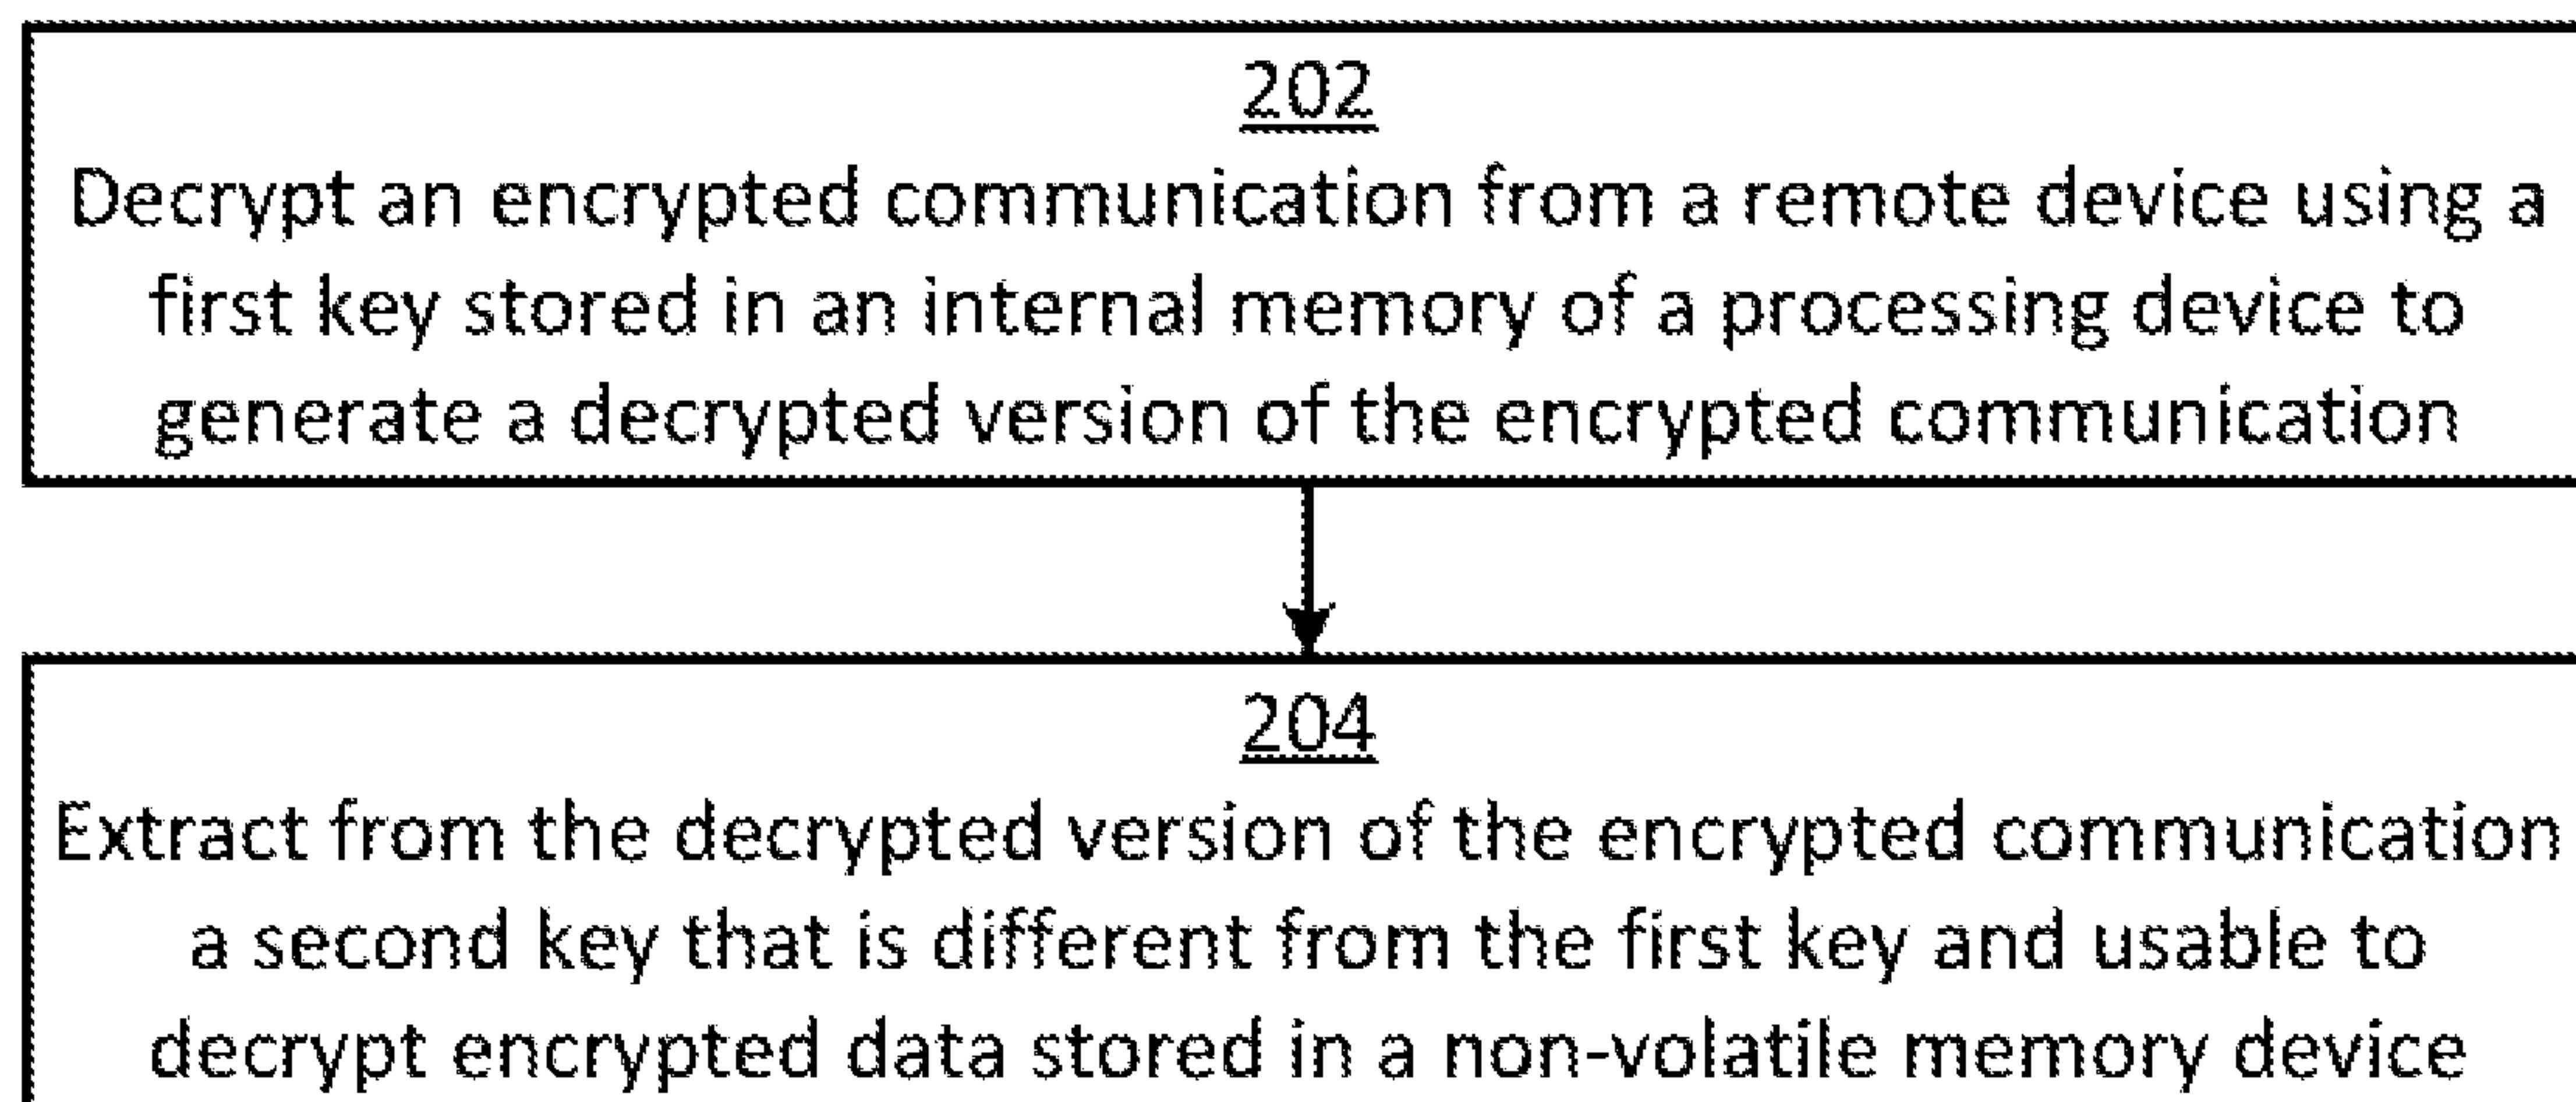 202
Decrypt an encrypted communication from a remote device using a
first key stored in an internal memory of a processing device to
generate a decrypted version of the encrypted communication
204
Extract from the decrypted version of the encrypted communication
a second key that is different from the first key and usable to
decrypt encrypted data stored in a non-volatile memory device